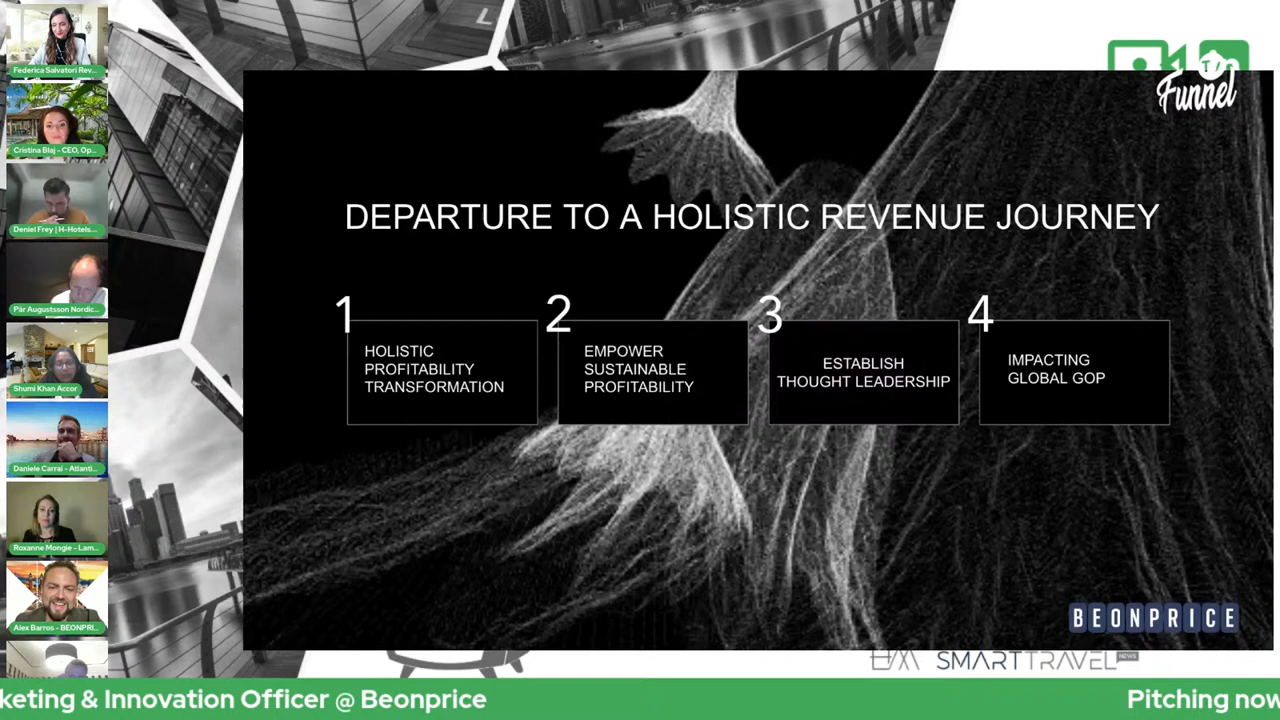 Federica Salvatori Rev...
Cristina Blaj - CEO, Op...
Deniel Frey | H-Hotels...
Pär Augustsson Nordic...
Shumi Khan Accor
Daniele Carrai - Atlanti...
Roxanne Mongie - Lam...
Alex Barros - BEONPRI...
Funnel
DEPARTURE TO A HOLISTIC REVENUE JOURNEY
1
HOLISTIC
PROFITABILITY
TRANSFORMATION
2
EMPOWER
SUSTAINABLE
PROFITABILITY
3
ESTABLISH
THOUGHT LEADERSHIP
4
IMPACTING
GLOBAL GOP
BEONPRICE
SMARTTRAVEL NEWS
keting & Innovation Officer @ Beonprice
Pitching now